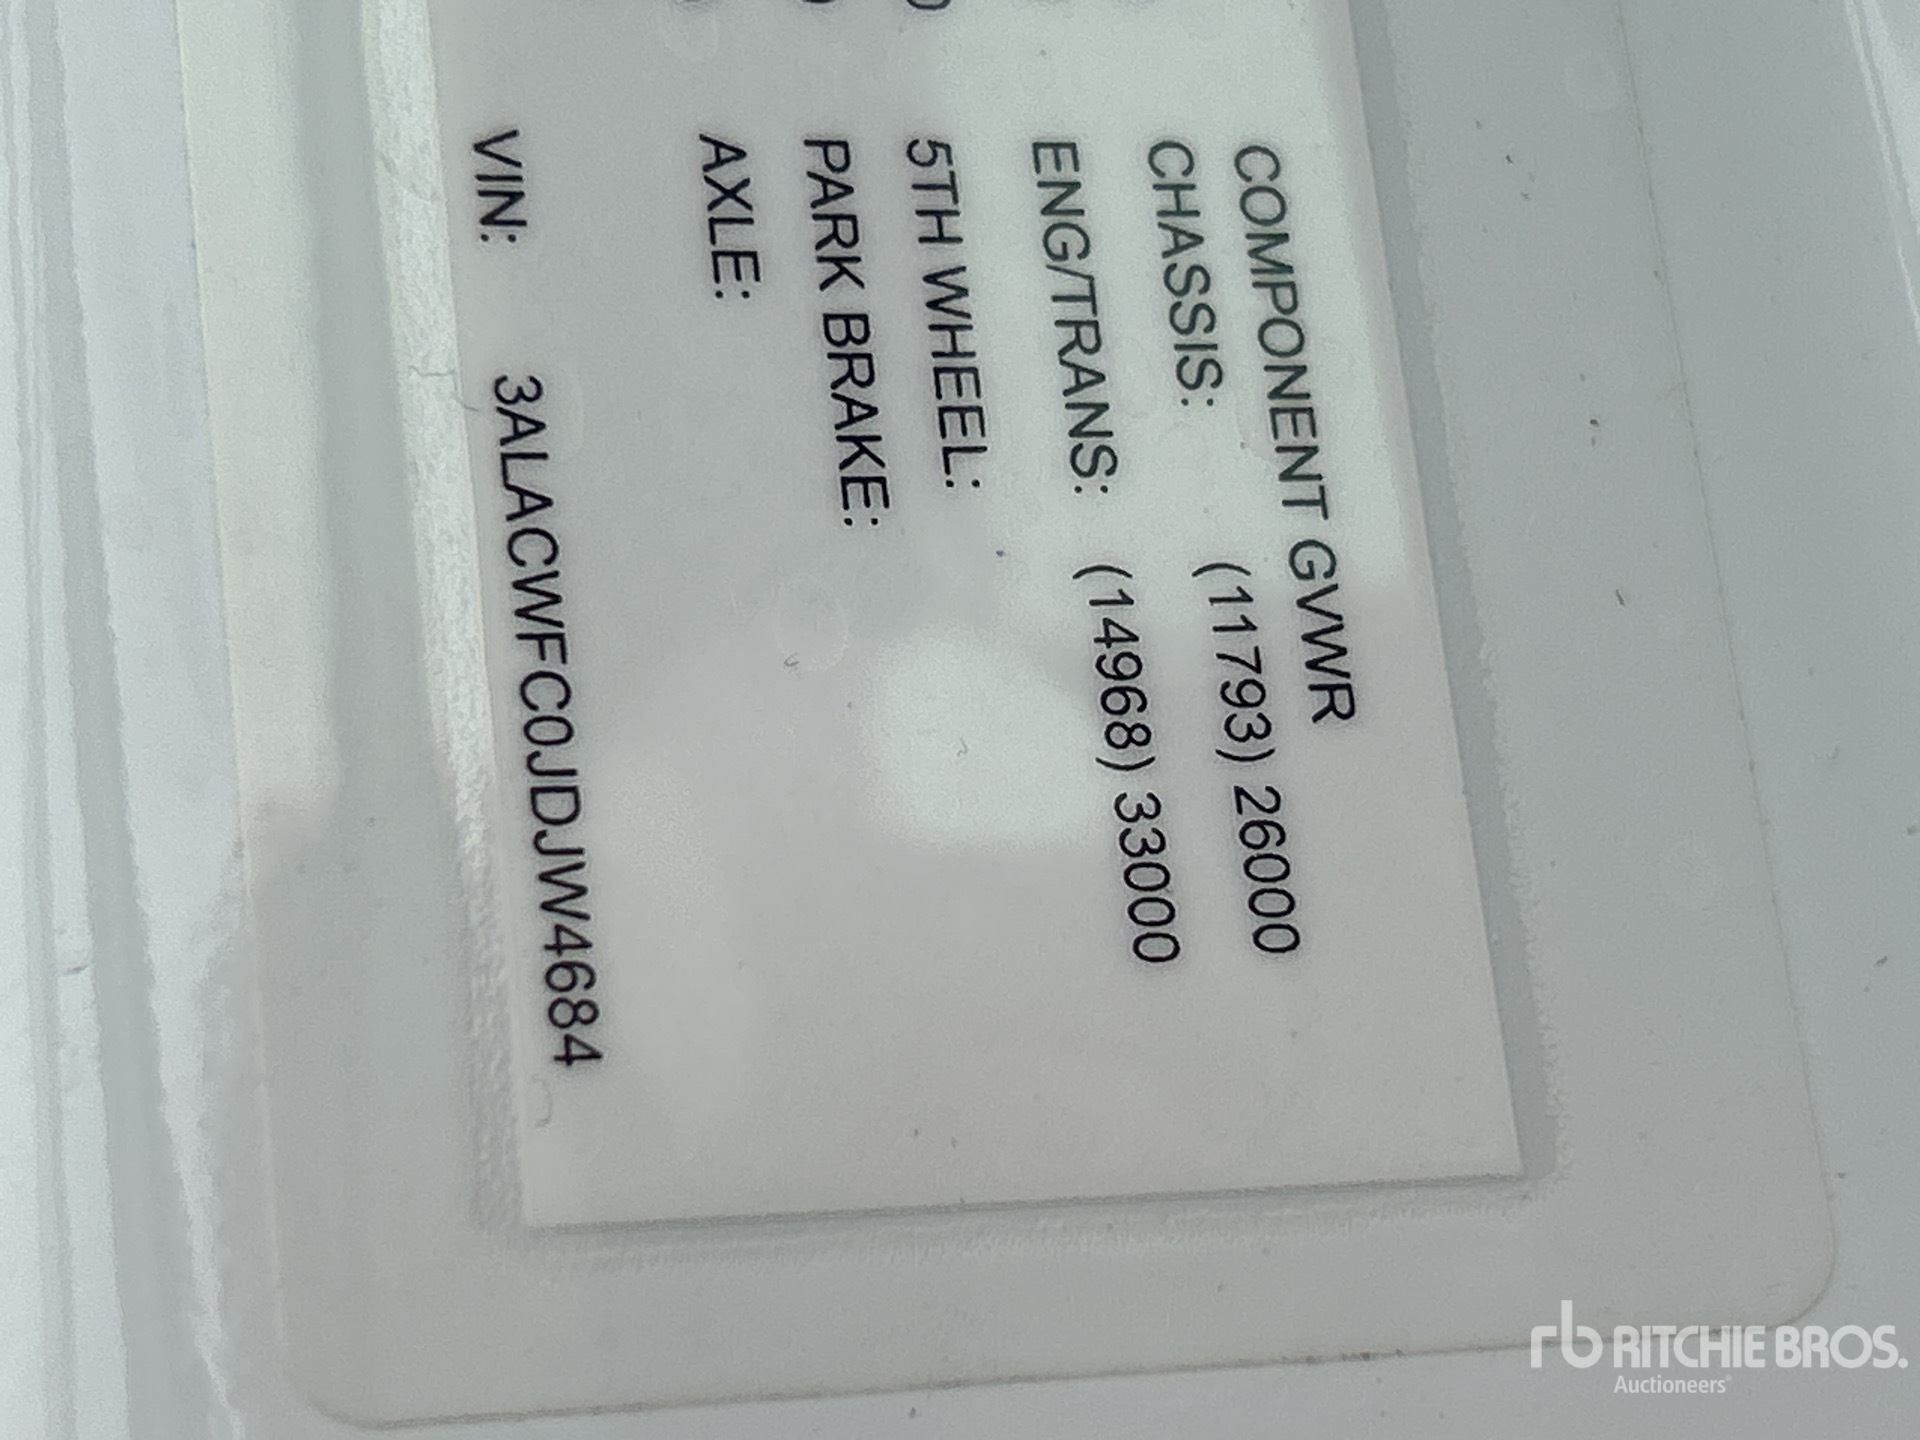 COMPONENT GVWR
CHASSIS: (11793) 26000
ENG/TRANS: (14968) 33000
5TH WHEEL:
PARK BRAKE:
AXLE:
VIN: 3ALACWFC0JDJW4684
rb RITCHIE BROS.
Auctioneers